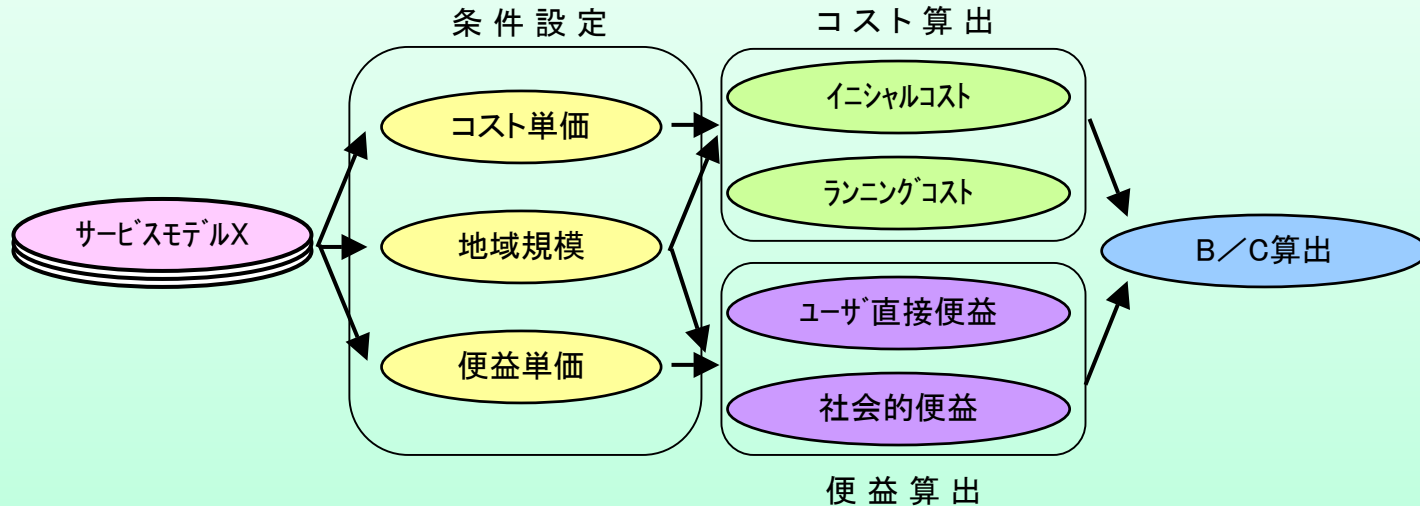 条件設定
コスト算出
コスト単価
イニシャルコスト
ランニングコスト
サービスモデルX
地域規模
B／C算出
ユーザ直接便益
便益単価
社会的便益
便益算出